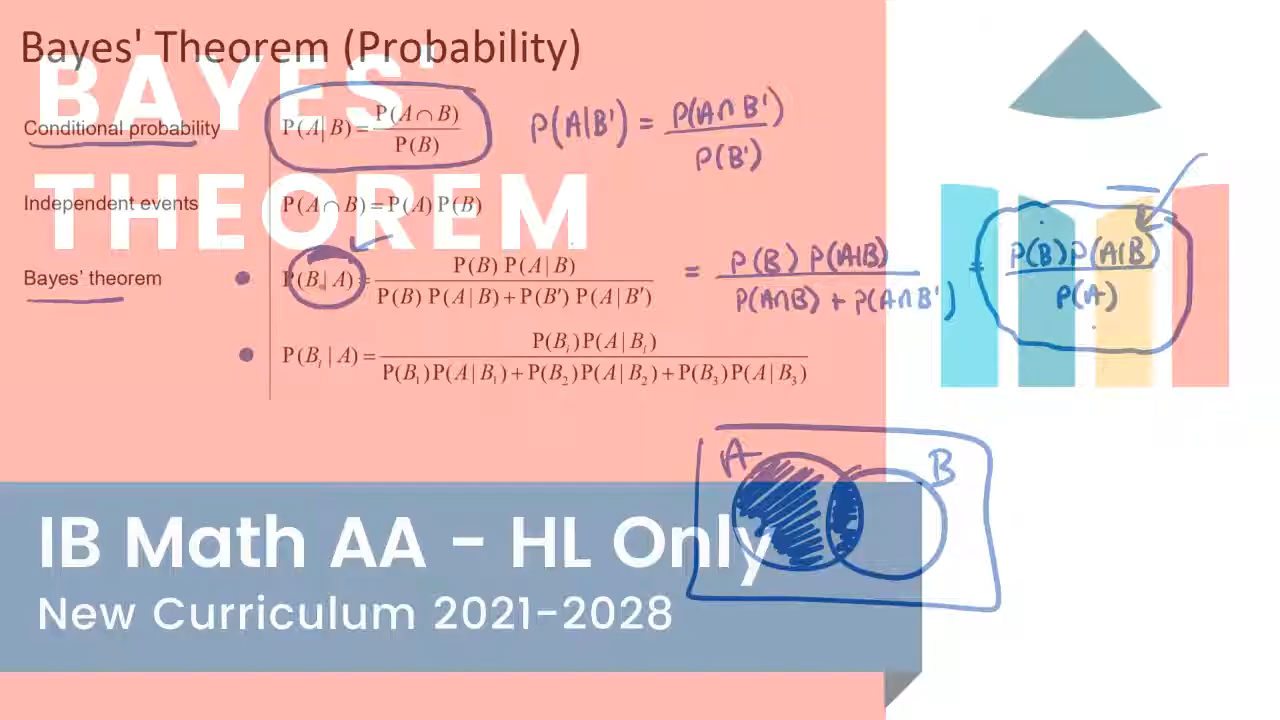 Bayes' Theorem (Probability)
BAYES'
THEOREM
Conditional probability P(A|B) = P(A∩B) / P(B) P(A|B') = P(A∩B') / P(B')
Independent events P(A∩B) = P(A) P(B)
Bayes' theorem P(B|A) = P(B) P(A|B) / P(B) P(A|B) + P(B') P(A|B') = P(B) P(A|B) / P(A∩B) + P(A∩B') = P(B) P(A|B) / P(A)
P(Bᵢ|A) = P(Bᵢ)P(A|Bᵢ) / P(B₁)P(A|B₁) + P(B₂)P(A|B₂) + P(B₃)P(A|B₃)
A B
IB Math AA - HL Only
New Curriculum 2021-2028